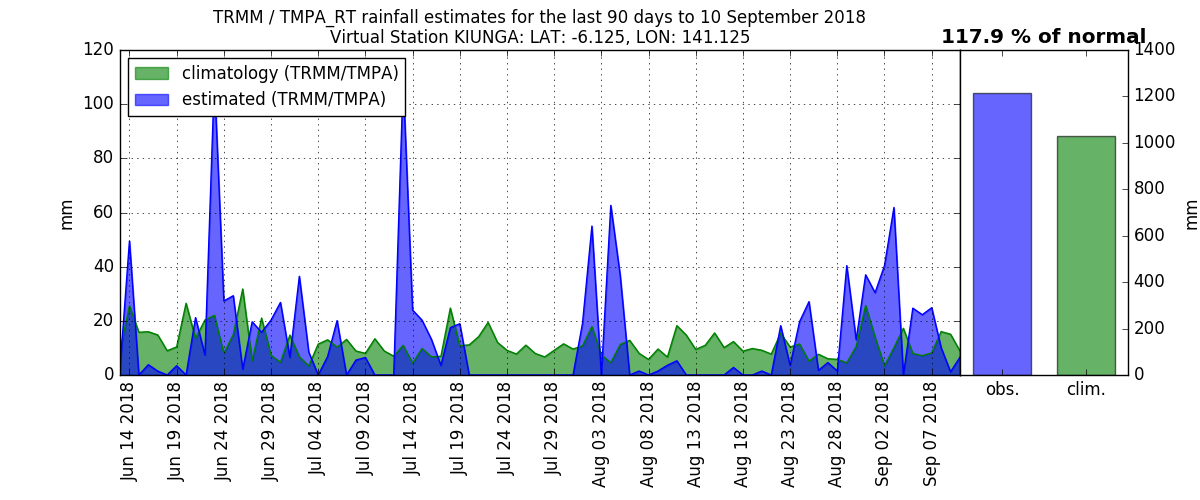 TRMM / TMPA_RT rainfall estimates for the last 90 days to 10 September 2018
Virtual Station KIUNGA: LAT: -6.125, LON: 141.125
117.9 % of normal
climatology (TRMM/TMPA)
estimated (TRMM/TMPA)
mm
120
100
80
60
40
20
0
Jun 14 2018
Jun 19 2018
Jun 24 2018
Jun 29 2018
Jul 04 2018
Jul 09 2018
Jul 14 2018
Jul 19 2018
Jul 24 2018
Jul 29 2018
Aug 03 2018
Aug 08 2018
Aug 13 2018
Aug 18 2018
Aug 23 2018
Aug 28 2018
Sep 02 2018
Sep 07 2018
obs.
clim.
1400
1200
1000
800
600
400
200
0
mm